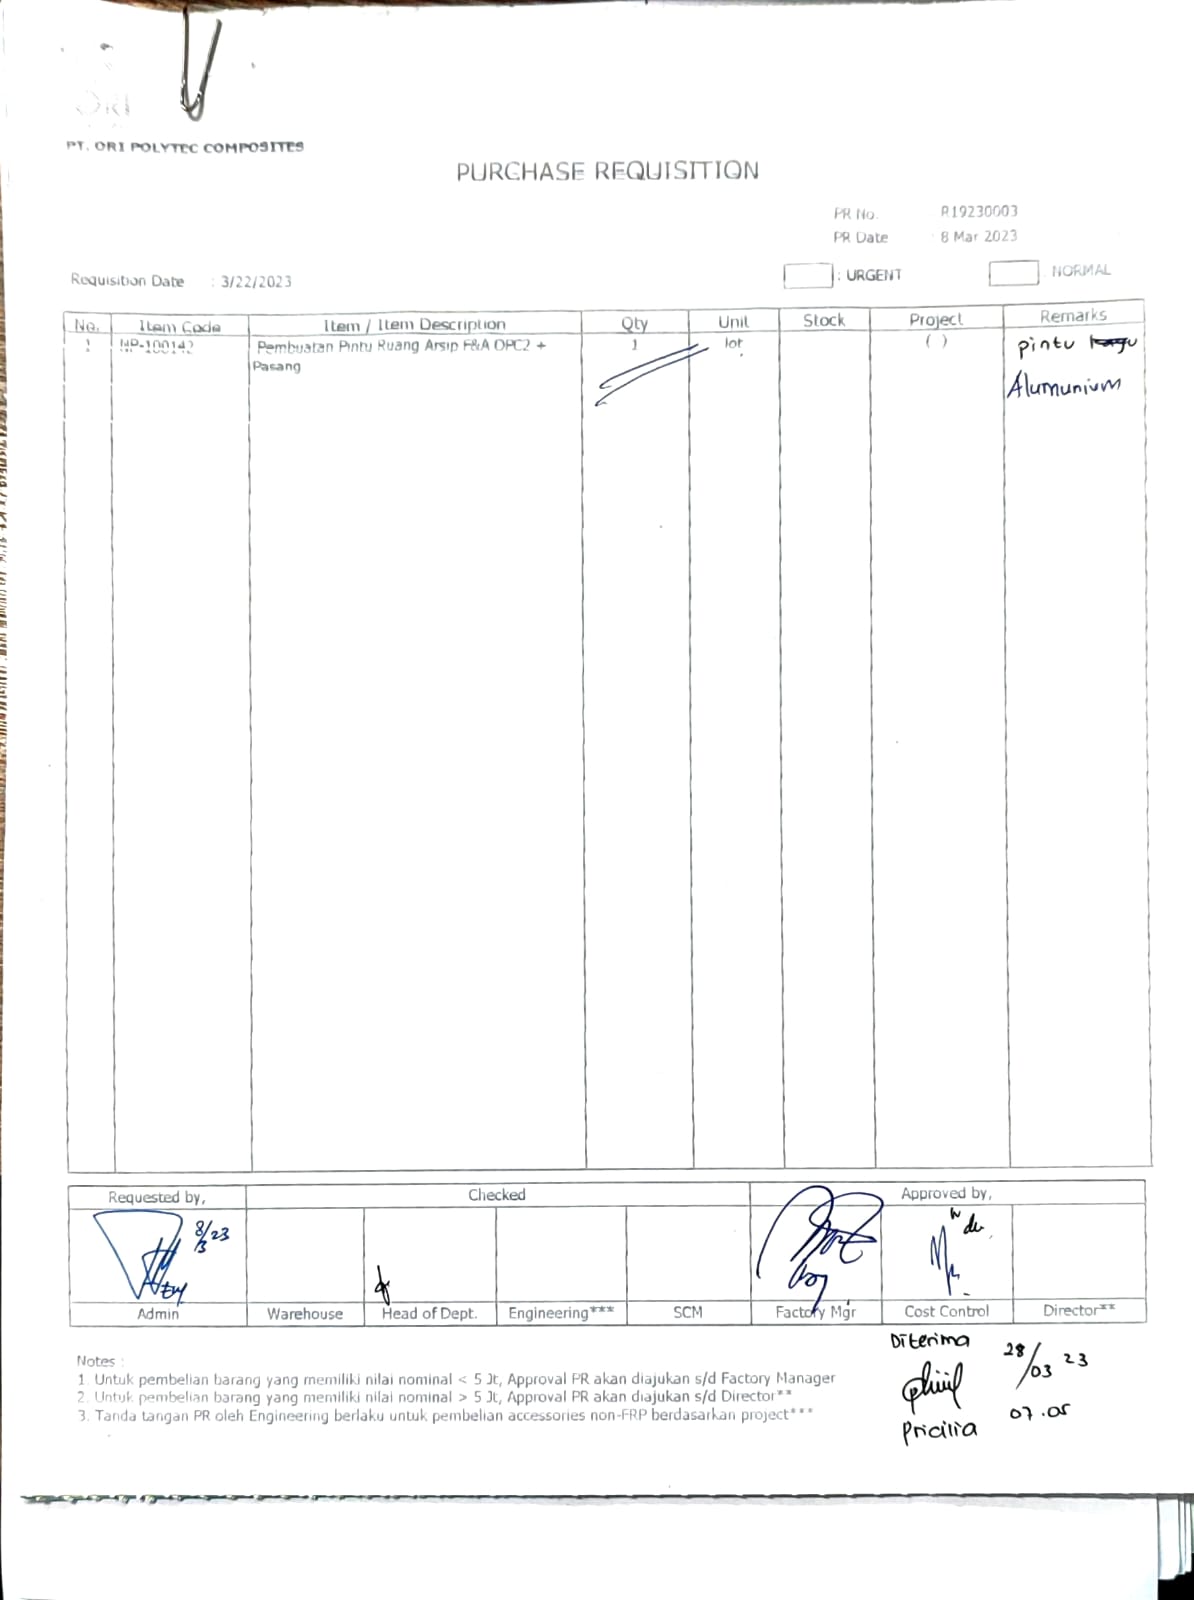 ORI
PT. ORI POLYTEC COMPOSITES
PURCHASE REQUISITION
PR No. R19230003
PR Date : 8 Mar 2023
Requisition Date : 3/22/2023
: URGENT
NORMAL
No. Item Code Item / Item Description Qty Unit Stock Project Remarks
1 MP-100142 Pembuatan Pintu Ruang Arsip F&A OPC2 + 1 lot ( ) pintu
Pasang Alumunium
Requested by, Checked Approved by,
8/3 23
Admin Warehouse Head of Dept. Engineering*** SCM Factory Mgr Cost Control Director**
Notes :
1. Untuk pembelian barang yang memiliki nilai nominal < 5 Jt, Approval PR akan diajukan s/d Factory Manager
2. Untuk pembelian barang yang memiliki nilai nominal > 5 Jt, Approval PR akan diajukan s/d Director**
3. Tanda tangan PR oleh Engineering berlaku untuk pembelian accessories non-FRP berdasarkan project***
Diterima 28/03 23
Pricilia 07.05